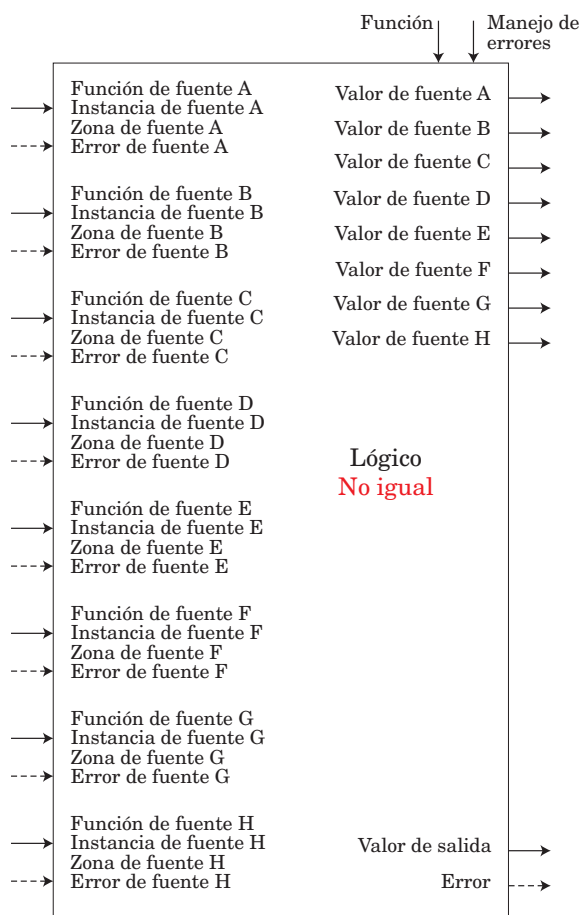 Función
Manejo de
errores
Función de fuente A
Instancia de fuente A
Zona de fuente A
Error de fuente A
Función de fuente B
Instancia de fuente B
Zona de fuente B
Error de fuente B
Función de fuente C
Instancia de fuente C
Zona de fuente C
Error de fuente C
Función de fuente D
Instancia de fuente D
Zona de fuente D
Error de fuente D
Función de fuente E
Instancia de fuente E
Zona de fuente E
Error de fuente E
Función de fuente F
Instancia de fuente F
Zona de fuente F
Error de fuente F
Función de fuente G
Instancia de fuente G
Zona de fuente G
Error de fuente G
Función de fuente H
Instancia de fuente H
Zona de fuente H
Error de fuente H
Valor de fuente A
Valor de fuente B
Valor de fuente C
Valor de fuente D
Valor de fuente E
Valor de fuente F
Valor de fuente G
Valor de fuente H
Lógico
No igual
Valor de salida
Error